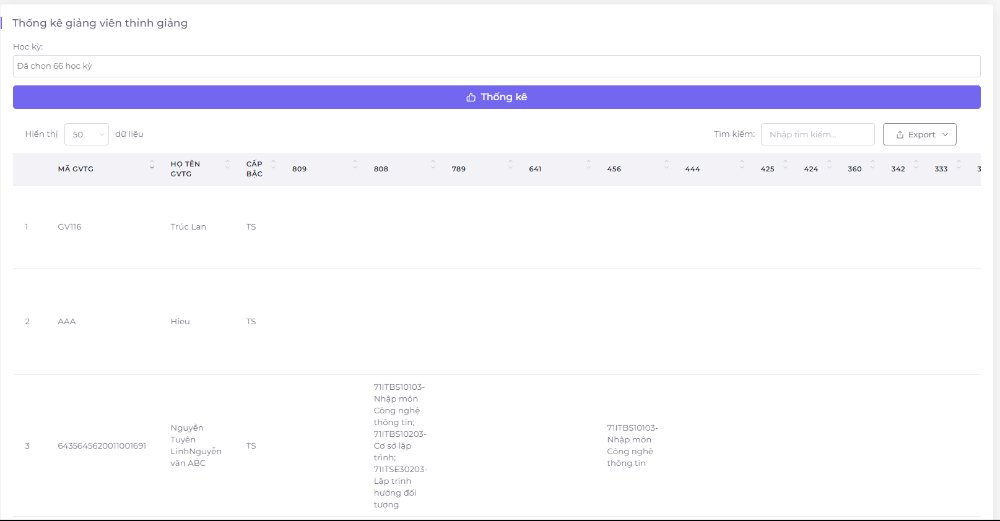 Thống kê giảng viên thỉnh giảng
Học kỳ:
Đã chọn 66 học kỳ
Thống kê
Hiển thị 50 dữ liệu
Tìm kiếm: Nhập tìm kiếm... Export
MÃ GVTG HỌ TÊN GVTG CẤP BẬC 809 808 789 641 456 444 425 424 360 342 333
1 GV116 Trúc Lan TS
2 AAA Hieu TS
3 6435645620011001691
Nguyễn
Tuyên
LinhNguyễn
văn ABC
TS
71ITBS10103-
Nhập môn
Công nghệ
thông tin;
71ITBS10203-
Cơ sở lập
trình;
71ITSE30203-
Lập trình
hướng đối
tượng
71ITBS10103-
Nhập môn
Công nghệ
thông tin